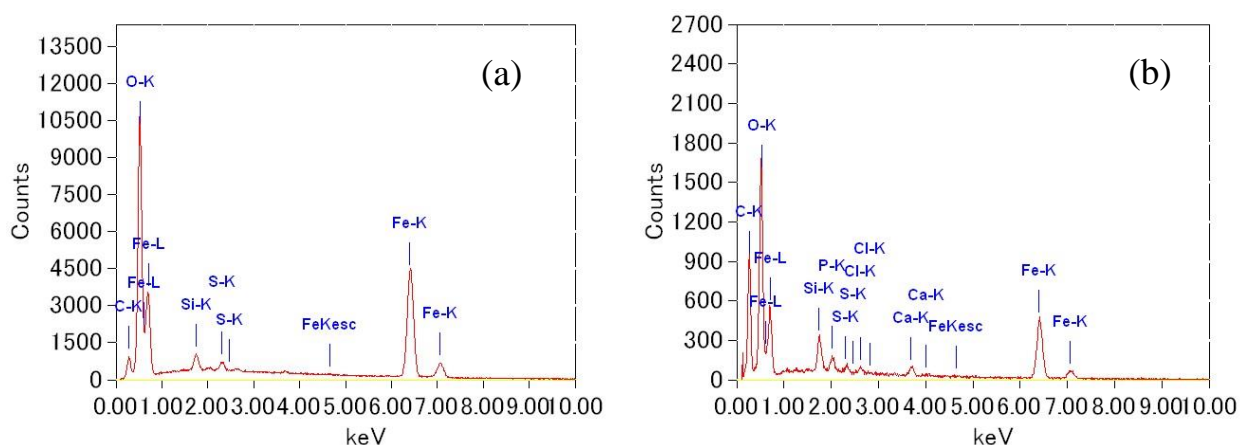 (a)
Counts
13500
12000
10500
9000
7500
6000
4500
3000
1500
0
O-K
Fe-L
Fe-L
C-K
Si-K
S-K
S-K
FeKesc
Fe-K
Fe-K
0.00 1.00 2.00 3.00 4.00 5.00 6.00 7.00 8.00 9.00 10.00
keV
(b)
Counts
2700
2400
2100
1800
1500
1200
900
600
300
0
O-K
C-K
Fe-L
Fe-L
Si-K
P-K
S-K
S-K
Cl-K
Cl-K
Ca-K
Ca-K
FeKesc
Fe-K
Fe-K
0.00 1.00 2.00 3.00 4.00 5.00 6.00 7.00 8.00 9.00 10.00
keV